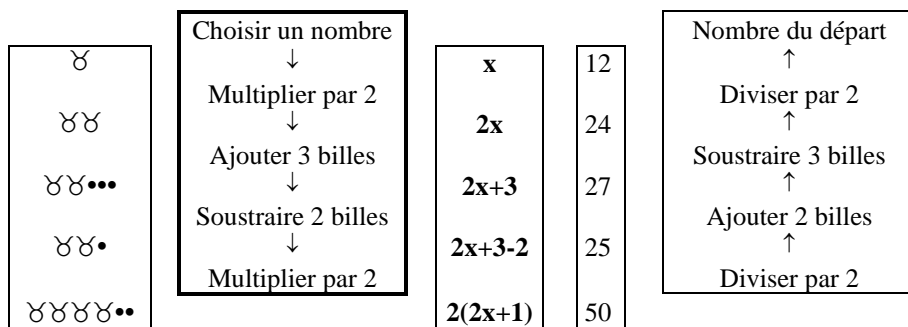 Choisir un nombre Nombre du départ
♉ ↓ x 12 ↑
Multiplier par 2 Diviser par 2
♉♉ ↓ 2x 24 ↑
Ajouter 3 billes Soustraire 3 billes
♉♉••• ↓ 2x+3 27 ↑
Soustraire 2 billes Ajouter 2 billes
♉♉• ↓ 2x+3-2 25 ↑
Multiplier par 2 Diviser par 2
♉♉♉♉•• 2(2x+1) 50